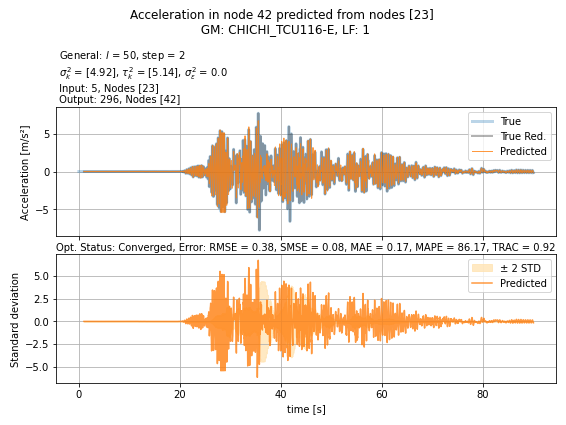 Acceleration in node 42 predicted from nodes [23]
GM: CHICHI_TCU116-E, LF: 1
General: l = 50, step = 2
σ²_k = [4.92], τ²_k = [5.14], σ²_ε = 0.0
Input: 5, Nodes [23]
Output: 296, Nodes [42]
Acceleration [m/s²]
5
0
−5
True
True Red.
Predicted
Opt. Status: Converged, Error: RMSE = 0.38, SMSE = 0.08, MAE = 0.17, MAPE = 86.17, TRAC = 0.92
Standard deviation
5.0
2.5
0.0
−2.5
−5.0
± 2 STD
Predicted
0 20 40 60 80
time [s]